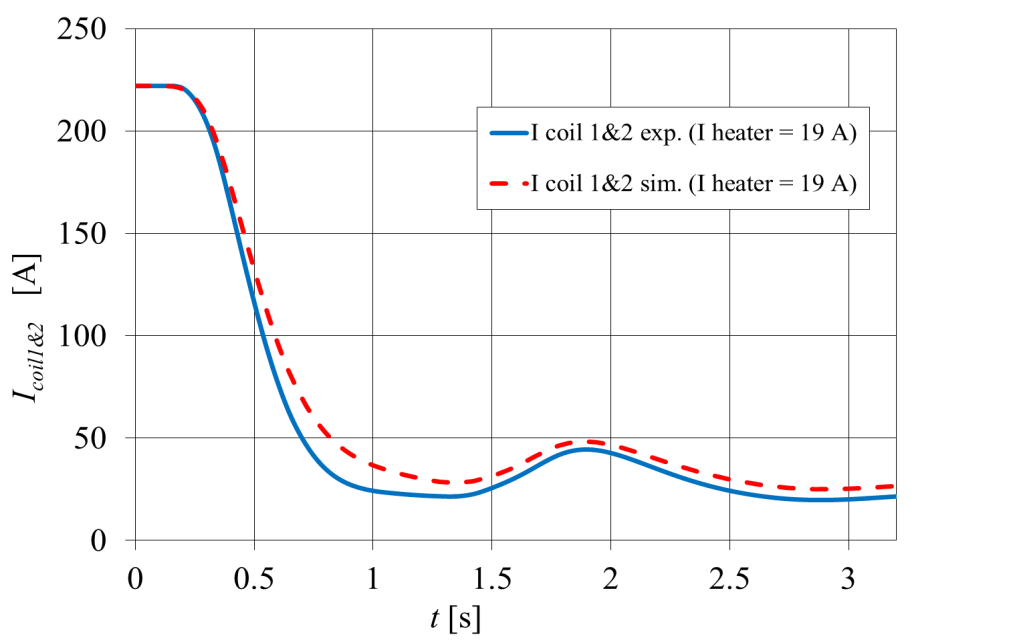 250
200
150
100
50
0
I coil 1&2 exp. (I heater = 19 A)
I coil 1&2 sim. (I heater = 19 A)
I coil1&2 [A]
0 0.5 1 1.5 2 2.5 3
t [s]